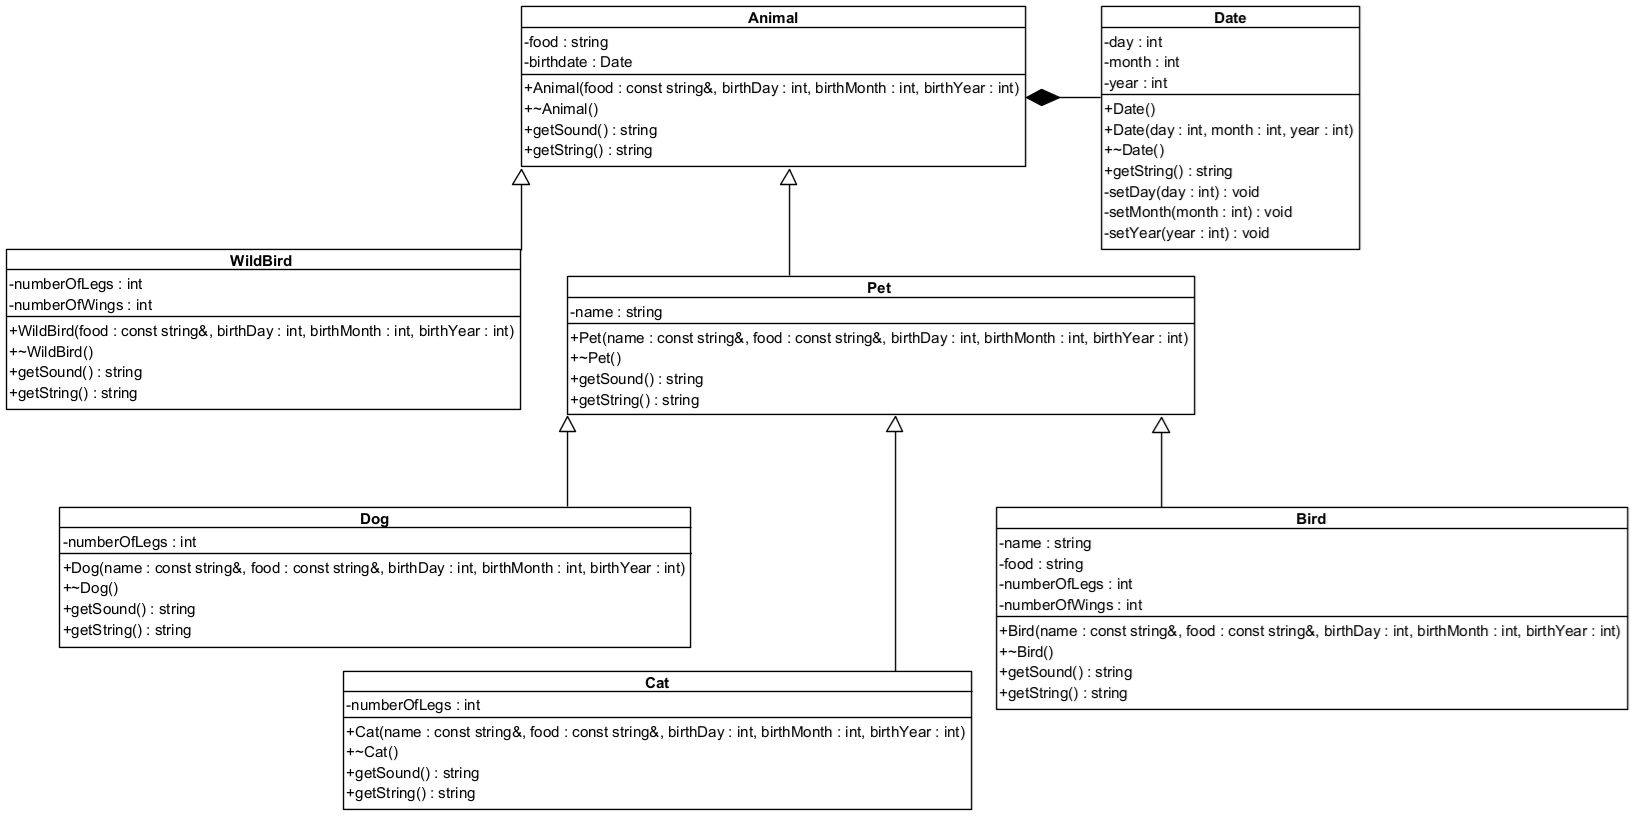 Animal
-food : string
-birthdate : Date
+Animal(food : const string&, birthDay : int, birthMonth : int, birthYear : int)
+~Animal()
+getSound() : string
+getString() : string
Date
-day : int
-month : int
-year : int
+Date()
+Date(day : int, month : int, year : int)
+~Date()
+getString() : string
-setDay(day : int) : void
-setMonth(month : int) : void
-setYear(year : int) : void
WildBird
-numberOfLegs : int
-numberOfWings : int
+WildBird(food : const string&, birthDay : int, birthMonth : int, birthYear : int)
+~WildBird()
+getSound() : string
+getString() : string
Pet
-name : string
+Pet(name : const string&, food : const string&, birthDay : int, birthMonth : int, birthYear : int)
+~Pet()
+getSound() : string
+getString() : string
Dog
-numberOfLegs : int
+Dog(name : const string&, food : const string&, birthDay : int, birthMonth : int, birthYear : int)
+~Dog()
+getSound() : string
+getString() : string
Cat
-numberOfLegs : int
+Cat(name : const string&, food : const string&, birthDay : int, birthMonth : int, birthYear : int)
+~Cat()
+getSound() : string
+getString() : string
Bird
-name : string
-food : string
-numberOfLegs : int
-numberOfWings : int
+Bird(name : const string&, food : const string&, birthDay : int, birthMonth : int, birthYear : int)
+~Bird()
+getSound() : string
+getString() : string